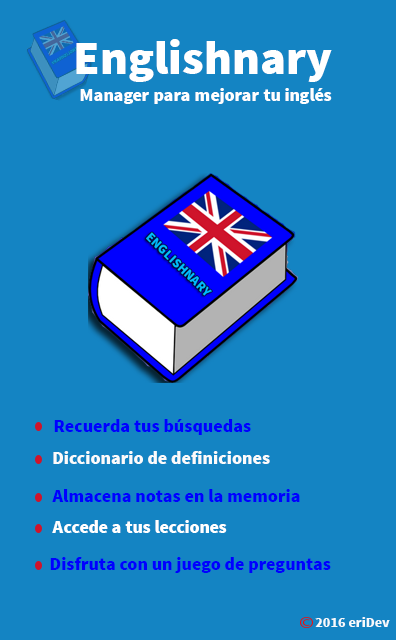 Englishnary
Manager para mejorar tu inglés
ENGLISHNARY
Recuerda tus búsquedas
Diccionario de definiciones
Almacena notas en la memoria
Accede a tus lecciones
Disfruta con un juego de preguntas
©2016 eriDev